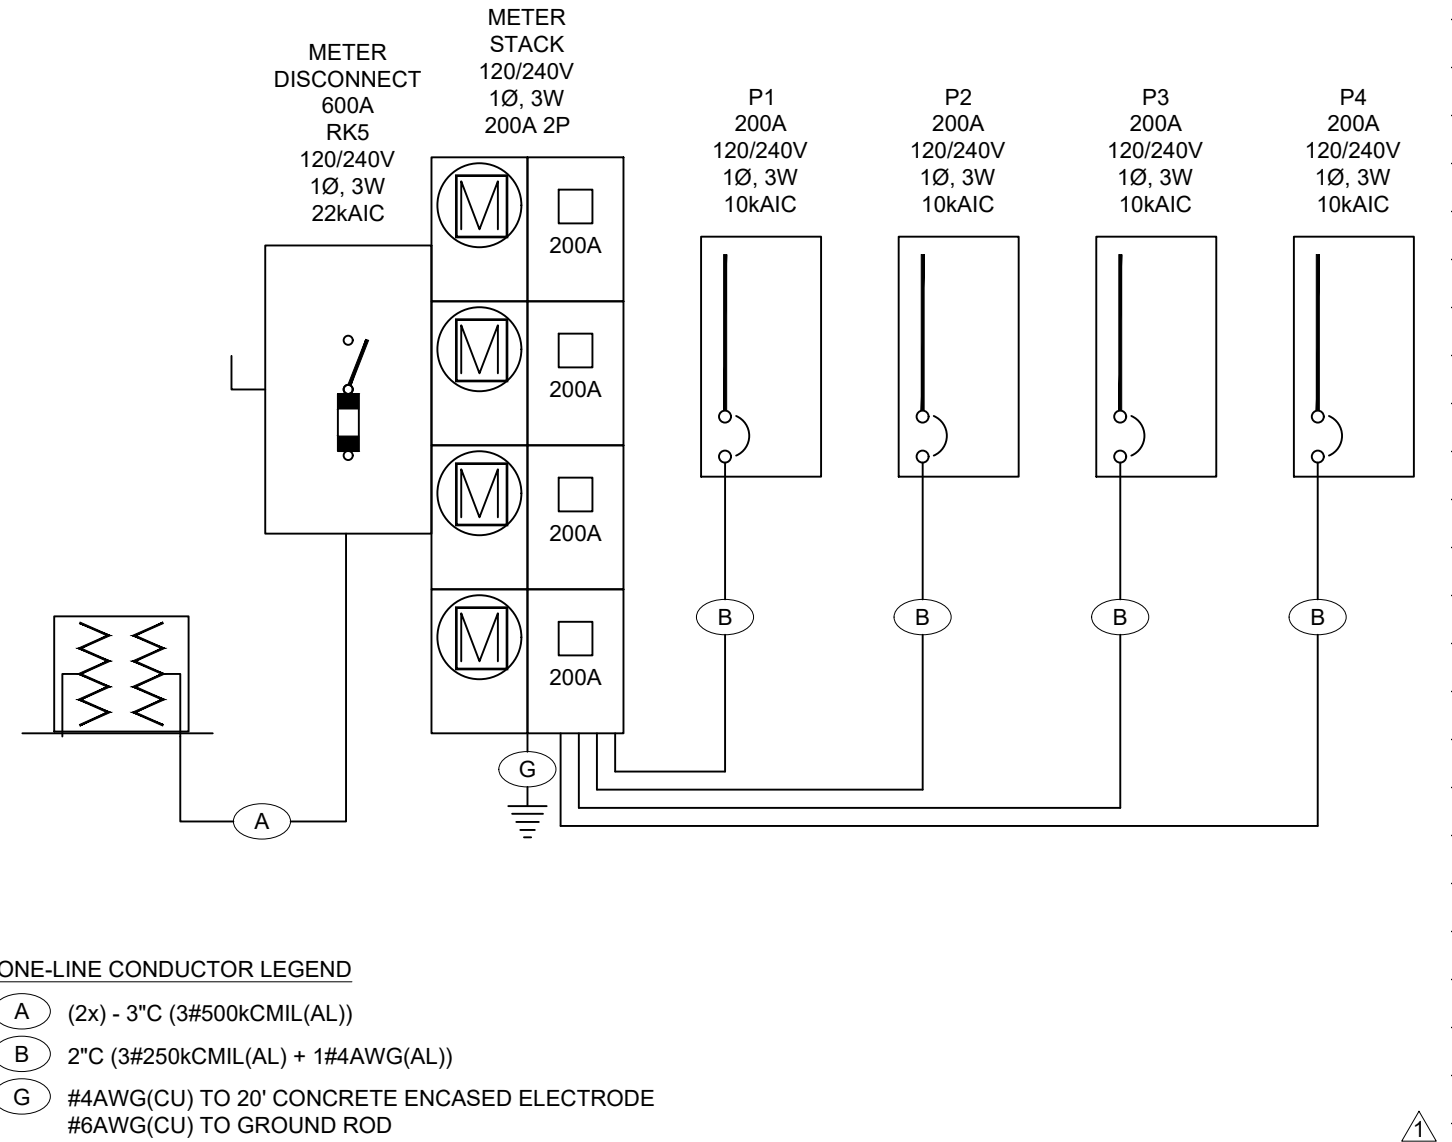 METER
DISCONNECT
600A
RK5
120/240V
1Ø, 3W
22kAIC
METER
STACK
120/240V
1Ø, 3W
200A 2P
P1
200A
120/240V
1Ø, 3W
10kAIC
P2
200A
120/240V
1Ø, 3W
10kAIC
P3
200A
120/240V
1Ø, 3W
10kAIC
P4
200A
120/240V
1Ø, 3W
10kAIC
M
200A
M
200A
M
200A
M
200A
B
B
B
B
G
A
ONE-LINE CONDUCTOR LEGEND
A (2x) - 3"C (3#500kCMIL(AL))
B 2"C (3#250kCMIL(AL) + 1#4AWG(AL))
G #4AWG(CU) TO 20' CONCRETE ENCASED ELECTRODE
#6AWG(CU) TO GROUND ROD
1